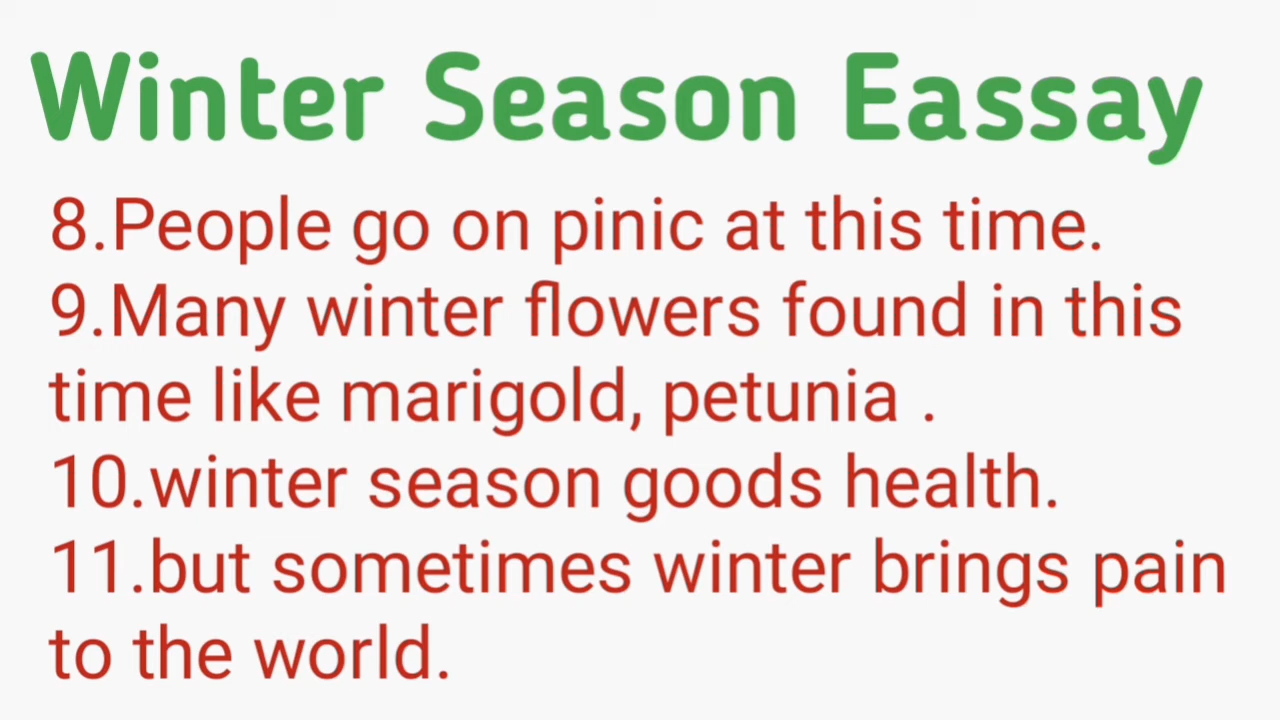 Winter Season Eassay
8.People go on pinic at this time.
9.Many winter flowers found in this
time like marigold, petunia .
10.winter season goods health.
11.but sometimes winter brings pain
to the world.